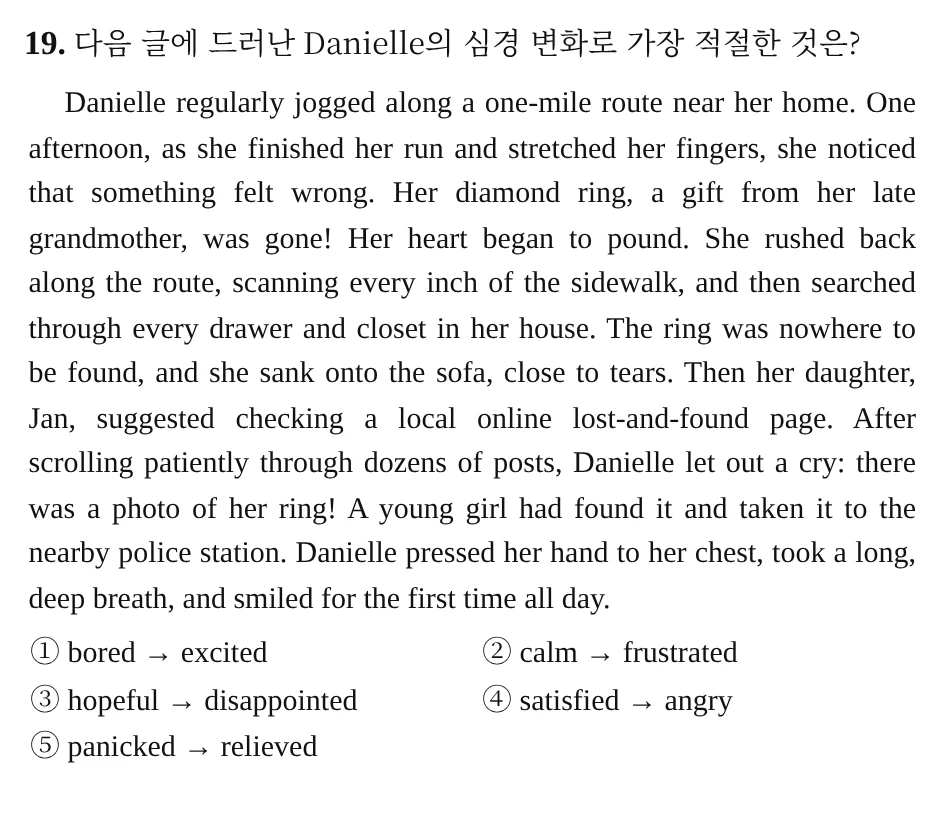 19. 다음 글에 드러난 Danielle의 심경 변화로 가장 적절한 것은?
Danielle regularly jogged along a one-mile route near her home. One
afternoon, as she finished her run and stretched her fingers, she noticed
that something felt wrong. Her diamond ring, a gift from her late
grandmother, was gone! Her heart began to pound. She rushed back
along the route, scanning every inch of the sidewalk, and then searched
through every drawer and closet in her house. The ring was nowhere to
be found, and she sank onto the sofa, close to tears. Then her daughter,
Jan, suggested checking a local online lost-and-found page. After
scrolling patiently through dozens of posts, Danielle let out a cry: there
was a photo of her ring! A young girl had found it and taken it to the
nearby police station. Danielle pressed her hand to her chest, took a long,
deep breath, and smiled for the first time all day.
① bored → excited ② calm → frustrated
③ hopeful → disappointed ④ satisfied → angry
⑤ panicked → relieved